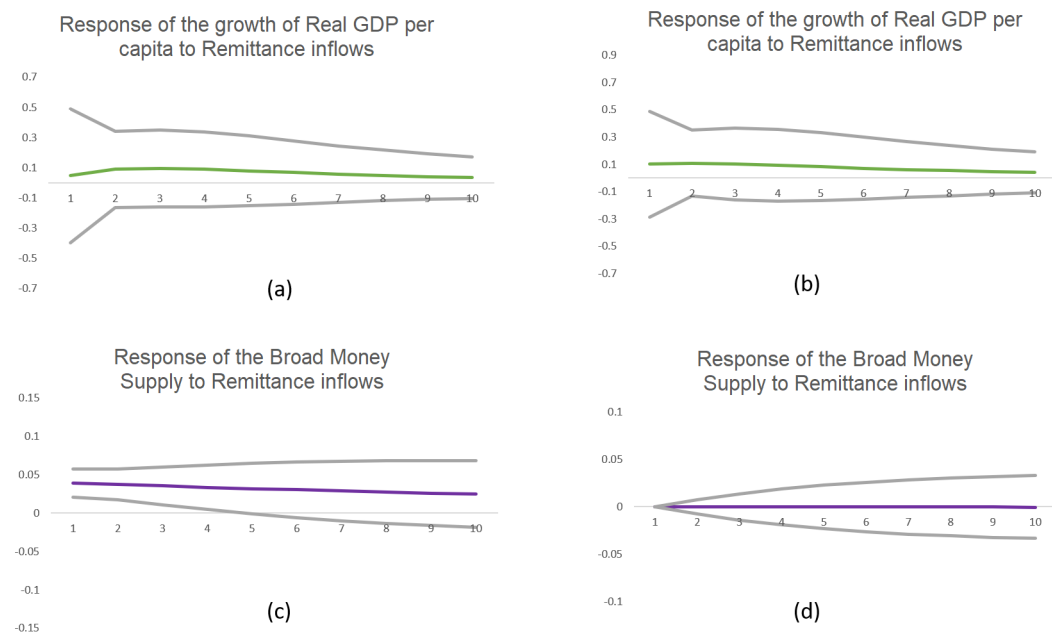 Response of the growth of Real GDP per
capita to Remittance inflows
0.7
0.5
0.3
0.1
-0.1
-0.3
-0.5
-0.7
1 2 3 4 5 6 7 8 9 10
(a)
Response of the growth of Real GDP per
capita to Remittance inflows
0.9
0.7
0.5
0.3
0.1
-0.1
-0.3
-0.5
-0.7
1 2 3 4 5 6 7 8 9 10
(b)
Response of the Broad Money
Supply to Remittance inflows
0.15
0.1
0.05
0
-0.05
-0.1
-0.15
1 2 3 4 5 6 7 8 9 10
(c)
Response of the Broad Money
Supply to Remittance inflows
0.1
0.05
0
-0.05
-0.1
1 2 3 4 5 6 7 8 9 10
(d)